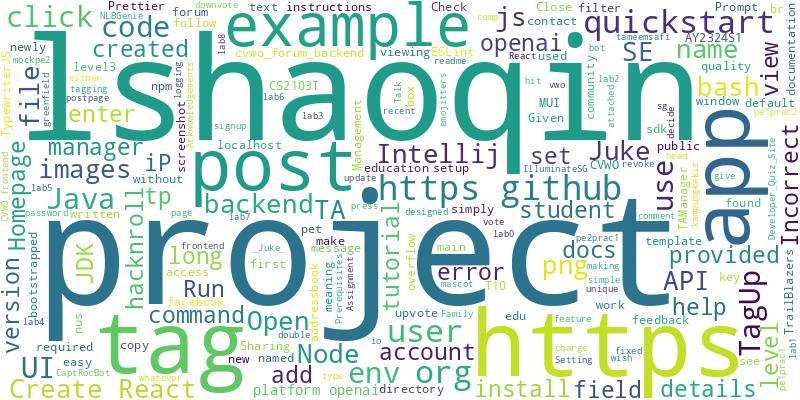 lshaoqin
project
https
app
post
tag
example
quickstart
click
code
created
js
openai
SE
name
bash
view
file
enter
manager
images
iP
Homepage
Java
JDK
tp
hacknroll
long
backend
TA
Intellij
https github
set
Juke
use
student
docs
provided
Incorrect
tutorial
error
png
API
help
TagUp
level
version
UI
Run
command
Open
Node
user
account
env
org
add
install
field
details
Create React
platform openai
directory
Prettier
instructions
text
forum
follow
NLBGenie
newly
level3
tagging
postpage
npm
screenshot
logging
Acknowledgements
cvwo_forum_backend
viewing
ESLint
readme
CS2103T
lab8
lab6
lab3
localhost
signup
without
update
education
setup
press
box
Management
Talk
recent
emojitters
React
used
contact
Check
Close
filter
Prompt
br
downvote
tameemsafi
AY2324S1
documentation
quality
window
default
community
bot
attached
lab2
MUI
Given
hit
vwo
comp
sdk
public
sg
decide
CVWO
revoke
IlluminateSG
head
TAManager
kampungkakis
give
found
Developer_Quiz_Site
pe1prac2
comment
template
pe2prac1
making
simple
unique
work
feedback
key
TrailBlazers
lab1
see
fixed
wish
charge
Setting
feature
edu
TIO
mascot
Family
vote
lab0
main
simply
designed
upvote
overflow
message
meaning
Prerequisites
Assignment
addressbook
make
pet
_Juke_
first
lab7
page
written
frontend
access
facebook
nus
Sharing
double
named
new
io
type
copy
easy
required
CaptRocBot
whatever
lab4
password
bootstrapped
lab5
CVWO frontend
TypewriterJS
mockpe2
greenfield
either